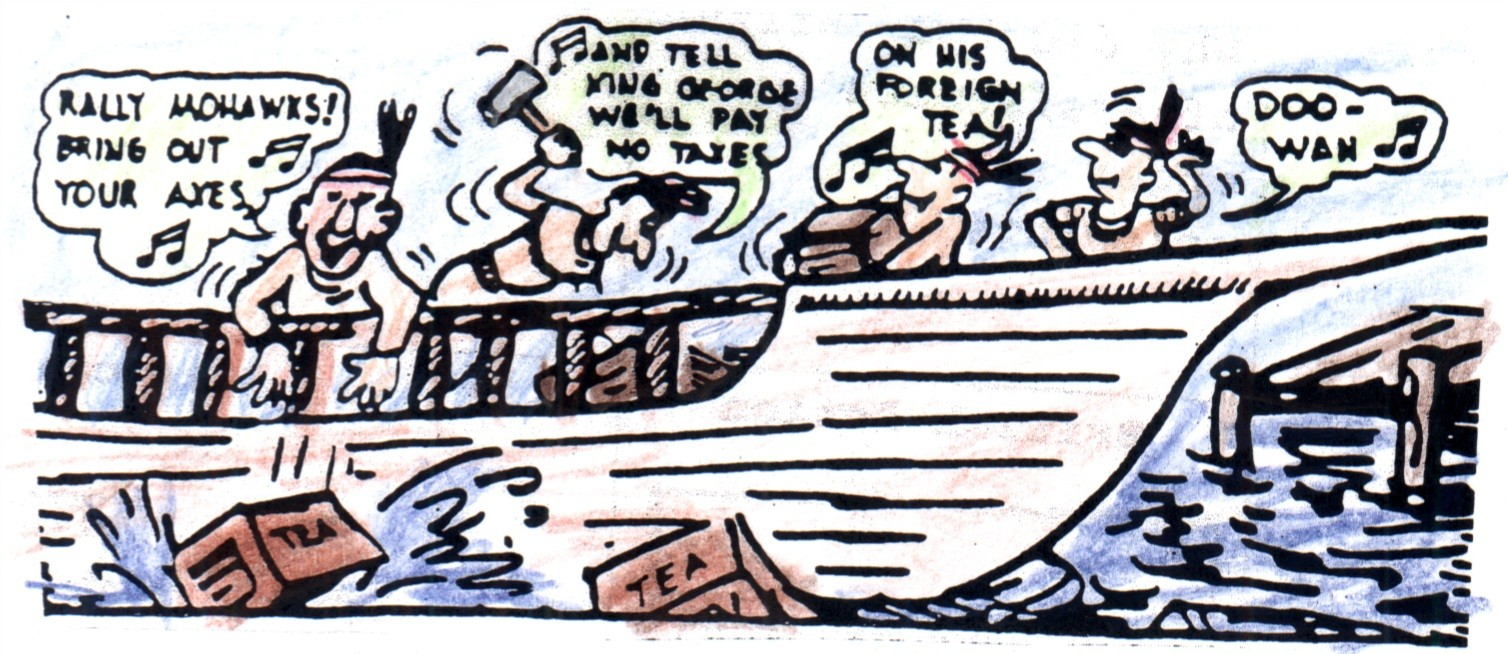 RALLY MOHAWKS!
BRING OUT
YOUR AXES
AND TELL
KING GEORGE
WE'LL PAY
NO TAXES
ON HIS
FOREIGN
TEA!
DOO-
WAH
TEA
TEA